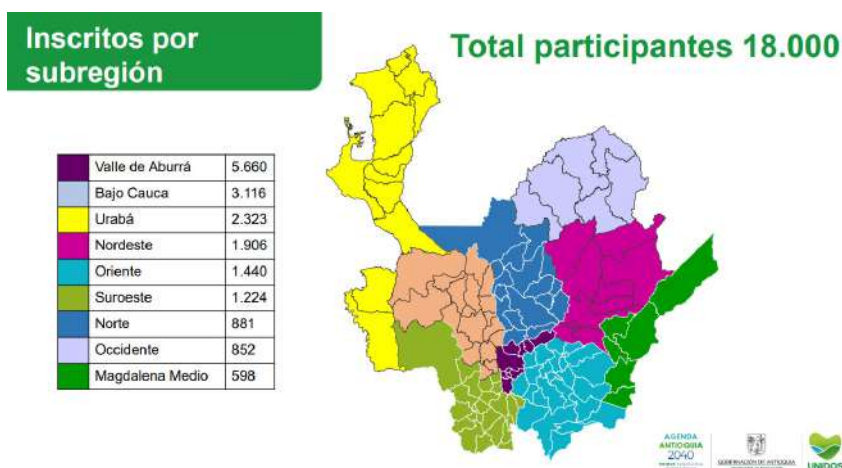 Inscritos por
subregión
Total participantes 18.000
Valle de Aburrá 5.660
Bajo Cauca 3.116
Urabá 2.323
Nordeste 1.906
Oriente 1.440
Suroeste 1.224
Norte 881
Occidente 852
Magdalena Medio 598
AGENDA
ANTIOQUIA
2040
GOBERNACIÓN DE ANTIOQUIA
UNIDOS